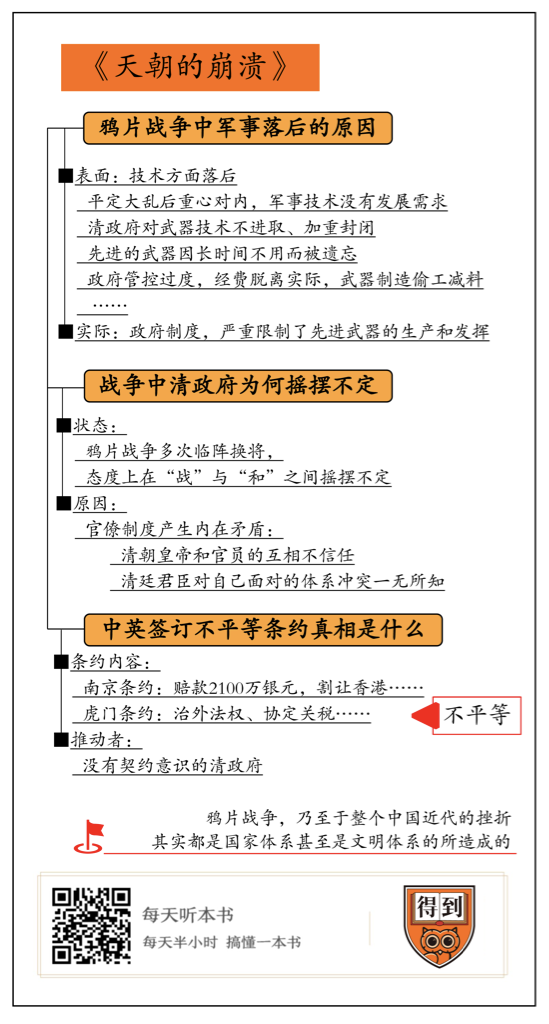 《天朝的崩溃》
鸦片战争中军事落后的原因
■表面：技术方面落后
平定大乱后重心对内，军事技术没有发展需求
清政府对武器技术不进取、加重封闭
先进的武器因长时间不用而被遗忘
政府管控过度，经费脱离实际，武器制造偷工减料
……
■实际：政府制度，严重限制了先进武器的生产和发挥
战争中清政府为何摇摆不定
■状态：
鸦片战争多次临阵换将，
态度上在“战”与“和”之间摇摆不定
■原因：
官僚制度产生内在矛盾：
清朝皇帝和官员的互相不信任
清廷君臣对自己面对的体系冲突一无所知
中英签订不平等条约真相是什么
■条约内容：
南京条约：赔款2100万银元，割让香港……
虎门条约：治外法权、协定关税……
不平等
■推动者：
没有契约意识的清政府
鸦片战争，乃至于整个中国近代的挫折
其实都是国家体系甚至是文明体系的所造成的
每天听本书
每天半小时 搞懂一本书
得到